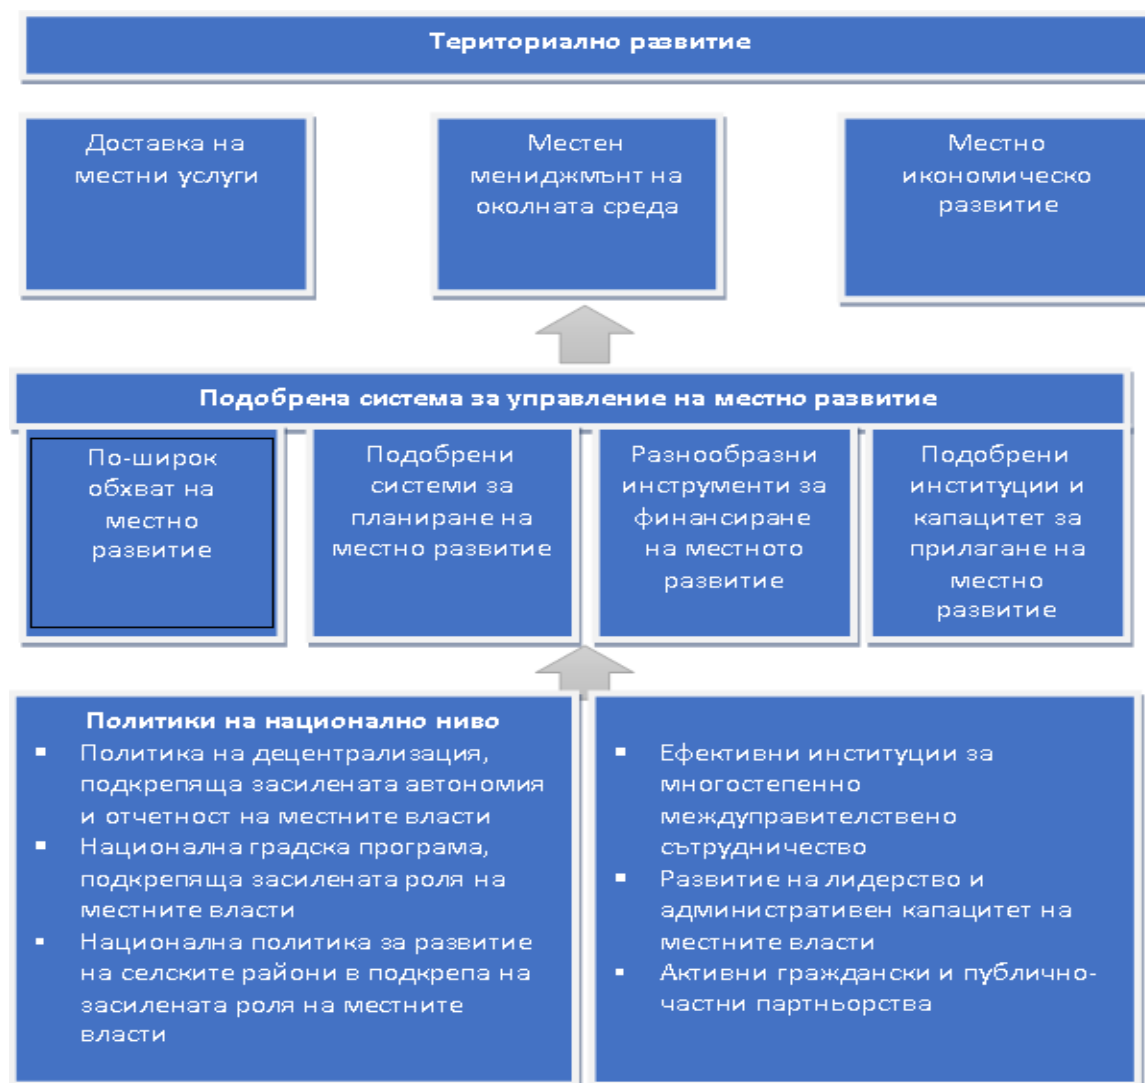 Териториално развитие
Доставка на
местни услуги
Местен
мениджмънт на
околната среда
Местно
икономическо
развитие
Подобрена система за управление на местно развитие
По-широк
обхват на
местно
развитие
Подобрени
системи за
планиране на
местно развитие
Разнообразни
инструменти за
финансиране
на местното
развитие
Подобрени
институции и
капацитет за
прилагане на
местно
развитие
Политики на национално ниво
▪ Политика на децентрализация,
подкрепяща засилената автономия
и отчетност на местните власти
▪ Национална градска програма,
подкрепяща засилената роля на
местните власти
▪ Национална политика за развитие
на селските райони в подкрепа на
засилената роля на местните
власти
▪ Ефективни институции за
многостепенно
междуправителствено
сътрудничество
▪ Развитие на лидерство и
административен капацитет на
местните власти
▪ Активни граждански и публично-
частни партньорства